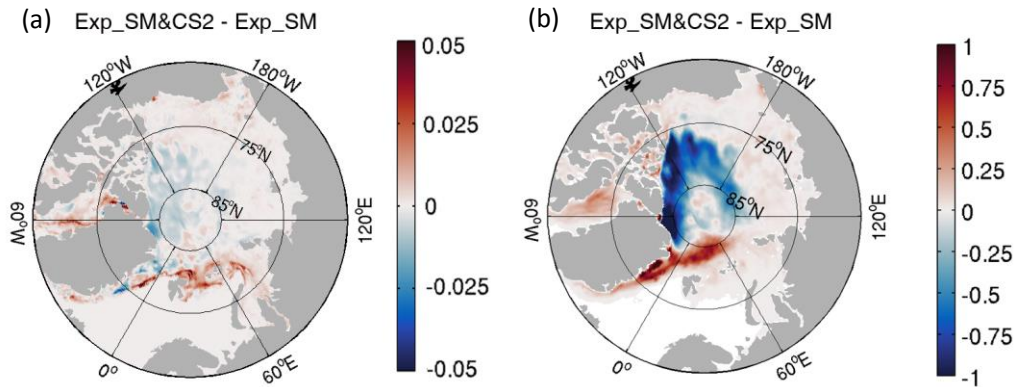 (a) Exp_SM&CS2 - Exp_SM
120°W
180°W
75°N
85°N
60°W
120°E
0°
60°E
0.05
0.025
0
-0.025
-0.05
(b) Exp_SM&CS2 - Exp_SM
120°W
180°W
75°N
85°N
60°W
120°E
0°
60°E
1
0.75
0.5
0.25
0
-0.25
-0.5
-0.75
-1